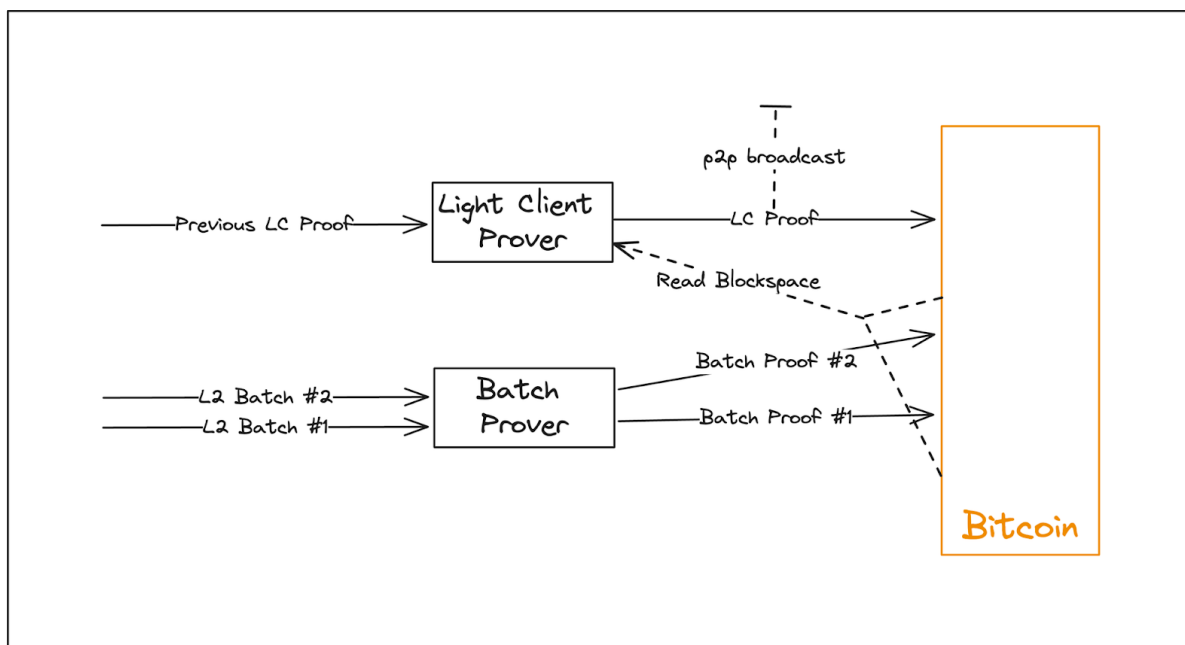 p2p broadcast
Previous LC Proof
Light Client
Prover
LC Proof
Read Blockspace
Batch Proof #2
L2 Batch #2
L2 Batch #1
Batch
Prover
Batch Proof #1
Bitcoin